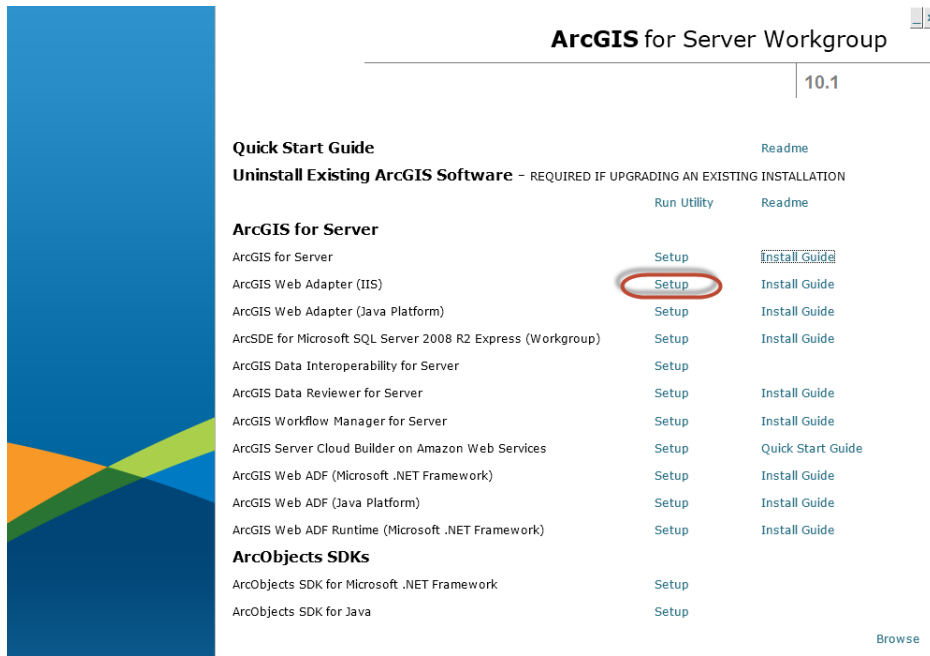 ArcGIS for Server Workgroup
10.1
Quick Start Guide Readme
Uninstall Existing ArcGIS Software – REQUIRED IF UPGRADING AN EXISTING INSTALLATION
Run Utility Readme
ArcGIS for Server
ArcGIS for Server Setup Install Guide
ArcGIS Web Adapter (IIS) Setup Install Guide
ArcGIS Web Adapter (Java Platform) Setup Install Guide
ArcSDE for Microsoft SQL Server 2008 R2 Express (Workgroup) Setup Install Guide
ArcGIS Data Interoperability for Server Setup
ArcGIS Data Reviewer for Server Setup Install Guide
ArcGIS Workflow Manager for Server Setup Install Guide
ArcGIS Server Cloud Builder on Amazon Web Services Setup Quick Start Guide
ArcGIS Web ADF (Microsoft .NET Framework) Setup Install Guide
ArcGIS Web ADF (Java Platform) Setup Install Guide
ArcGIS Web ADF Runtime (Microsoft .NET Framework) Setup Install Guide
ArcObjects SDKs
ArcObjects SDK for Microsoft .NET Framework Setup
ArcObjects SDK for Java Setup
Browse